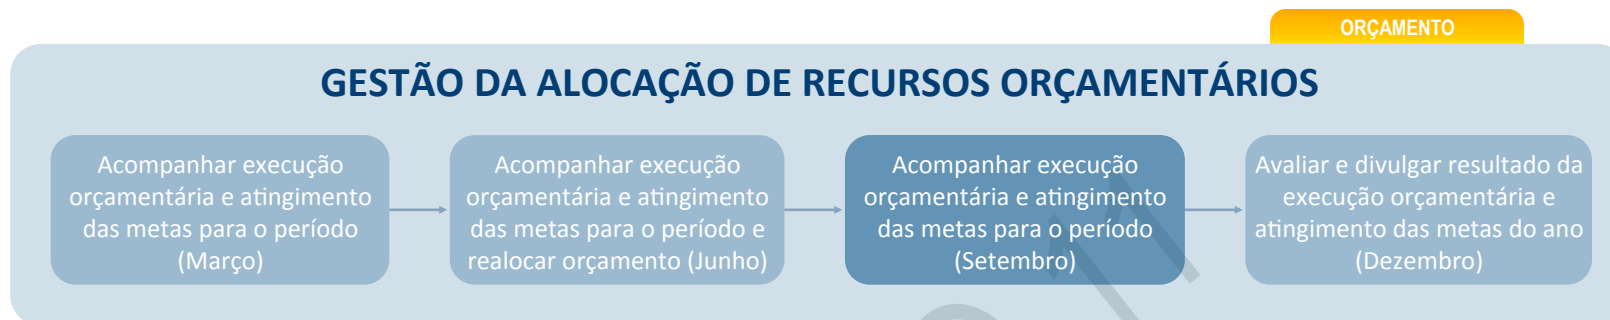 ORÇAMENTO
GESTÃO DA ALOCAÇÃO DE RECURSOS ORÇAMENTÁRIOS
Acompanhar execução
orçamentária e atingimento
das metas para o período
(Março)
Acompanhar execução
orçamentária e atingimento
das metas para o período e
realocar orçamento (Junho)
Acompanhar execução
orçamentária e atingimento
das metas para o período
(Setembro)
Avaliar e divulgar resultado da
execução orçamentária e
atingimento das metas do ano
(Dezembro)